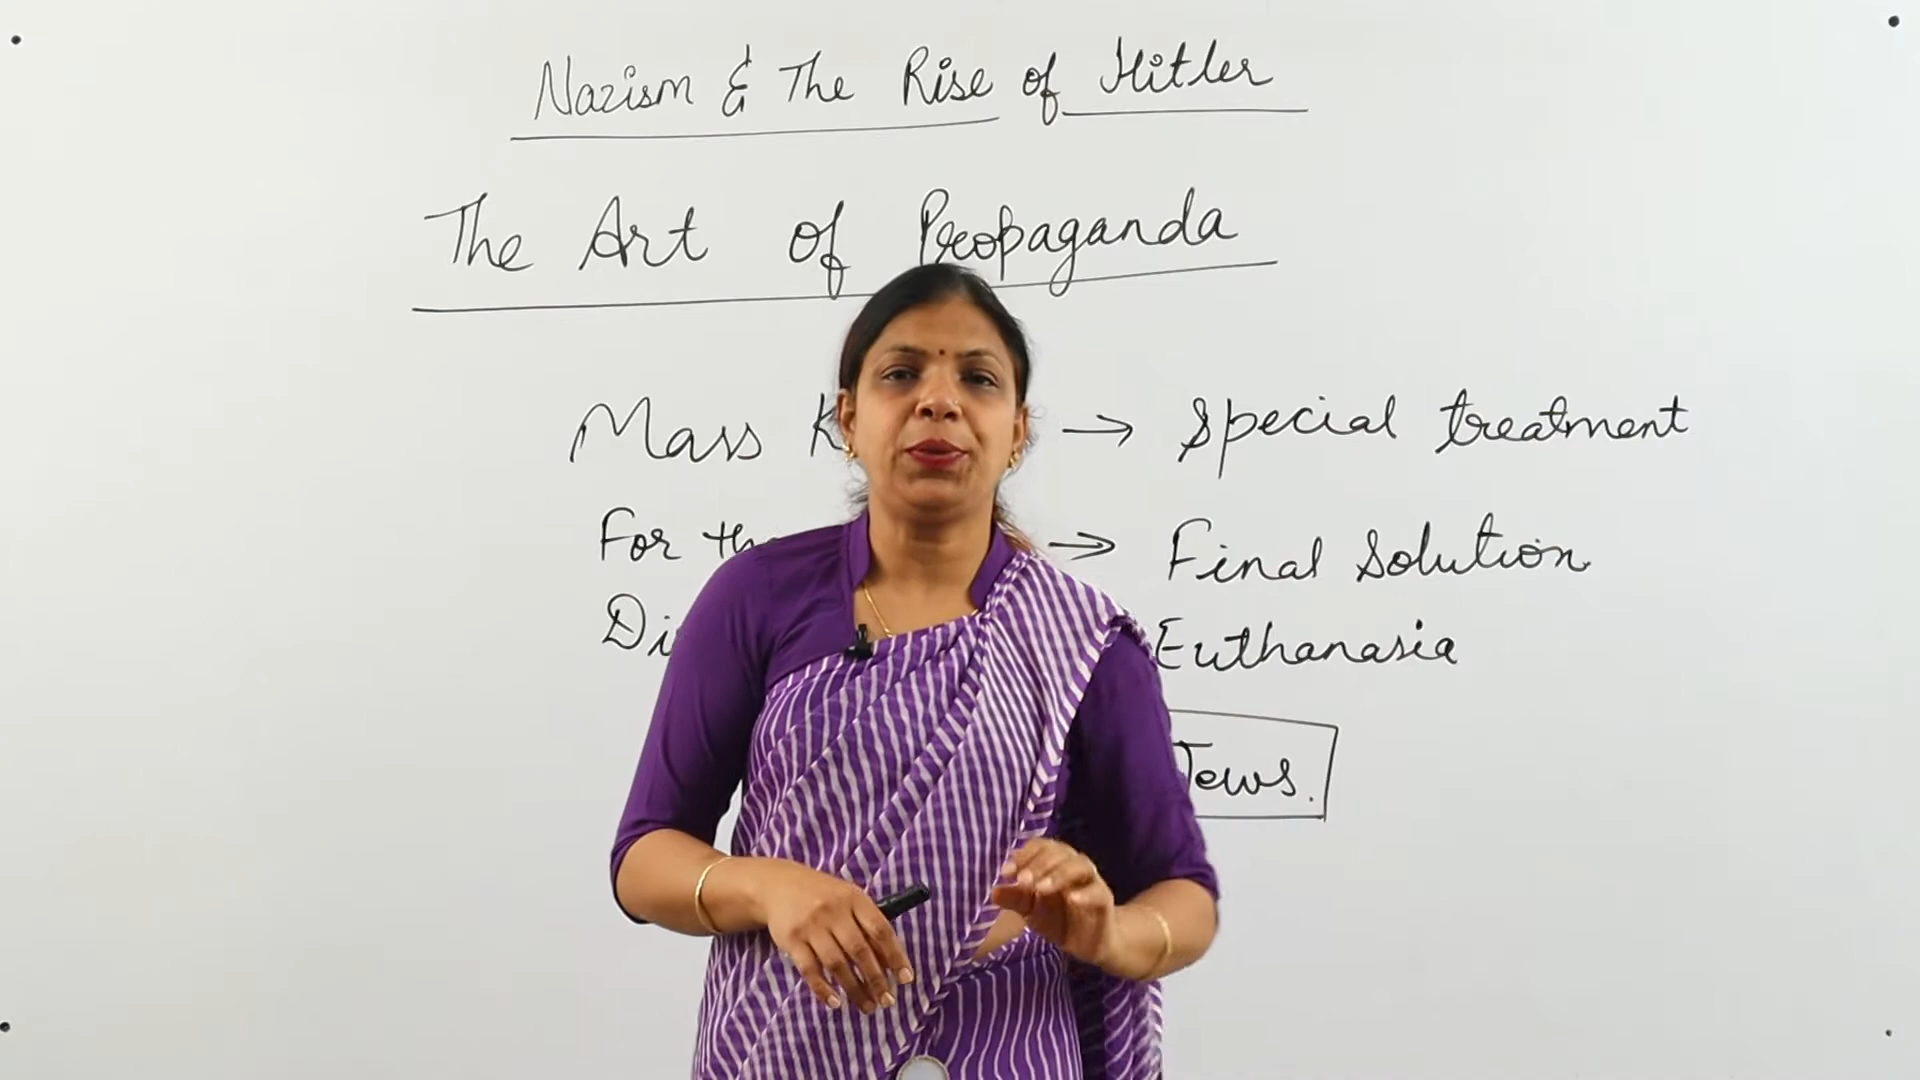 Nazism & The Rise of Hitler
The Art of Propaganda
Mass → Special treatment
For → Final Solution
Euthanasia
Jews.